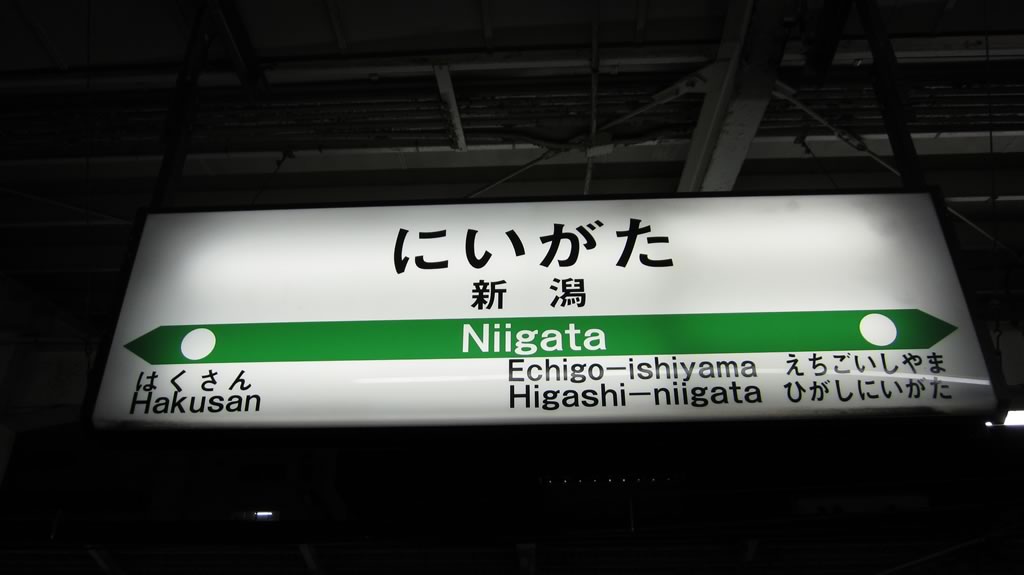 にいがた
新潟
Niigata
はくさん
Hakusan
Echigo-ishiyama えちごいしやま
Higashi-niigata ひがしにいがた